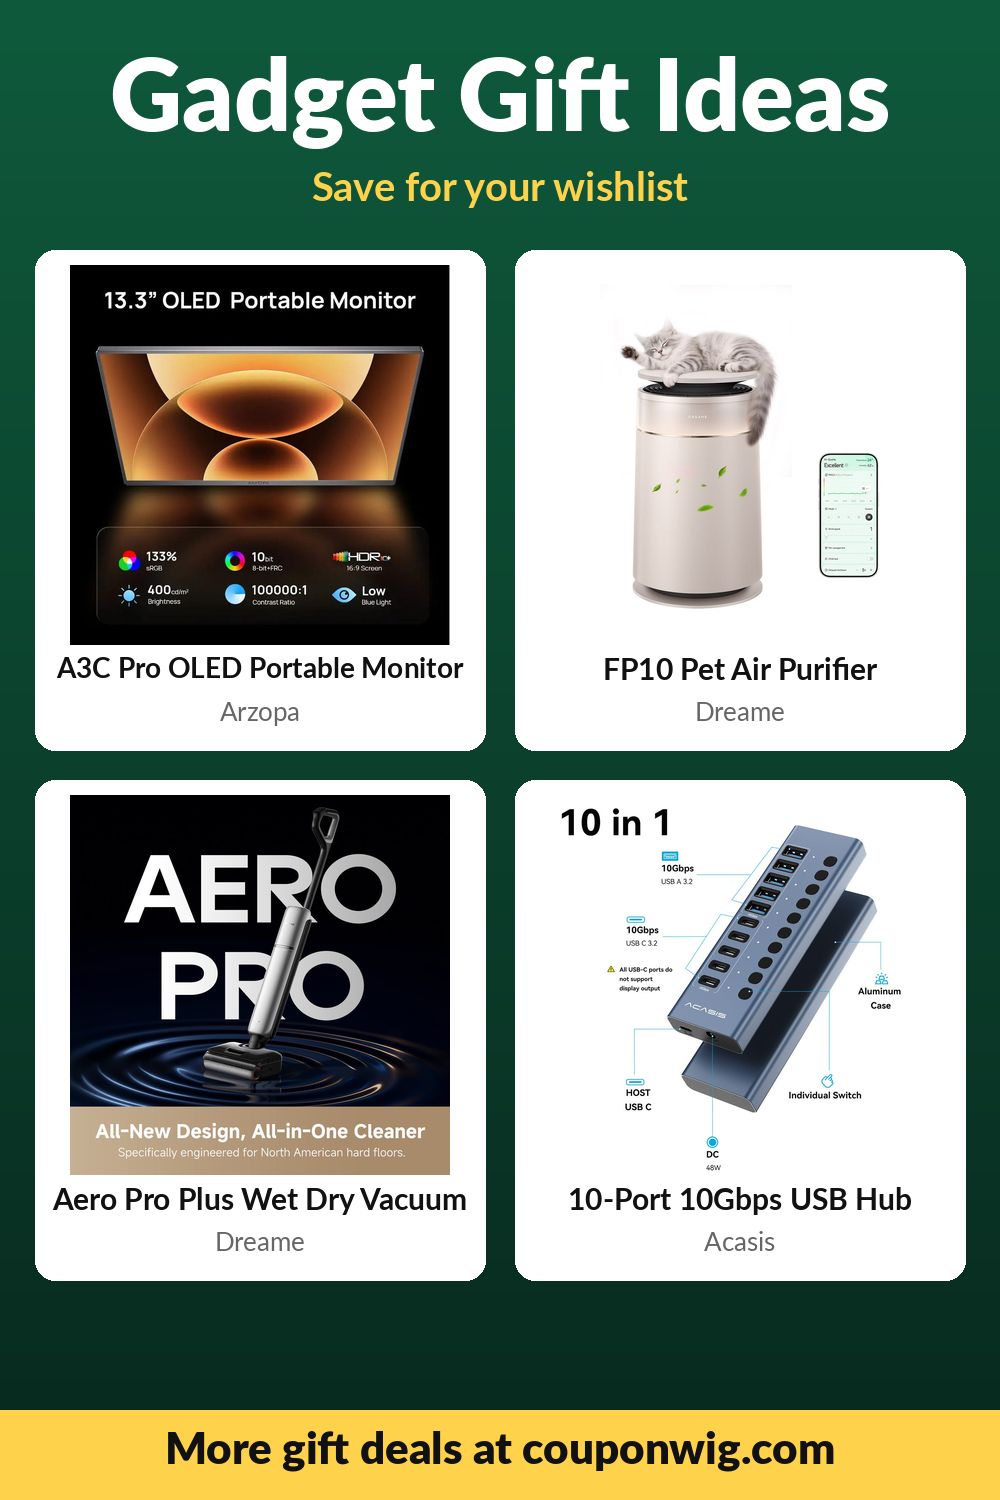 Gadget Gift Ideas
Save for your wishlist
13.3” OLED Portable Monitor
133%
sRGB
10bit
8-bit+FRC
HDR10+
16:9 Screen
400cd/m²
Brightness
100000:1
Contrast Ratio
Low
Blue Light
A3C Pro OLED Portable Monitor
Arzopa
DREAME
Excellent
FP10 Pet Air Purifier
Dreame
AERO
PRO
All-New Design, All-in-One Cleaner
Specifically engineered for North American hard floors.
Aero Pro Plus Wet Dry Vacuum
Dreame
10 in 1
10Gbps
USB A 3.2
10Gbps
USB C 3.2
All USB-C ports do
not support
display output
ACASIS
Aluminum
Case
HOST
USB C
Individual Switch
DC
48W
10-Port 10Gbps USB Hub
Acasis
More gift deals at couponwig.com